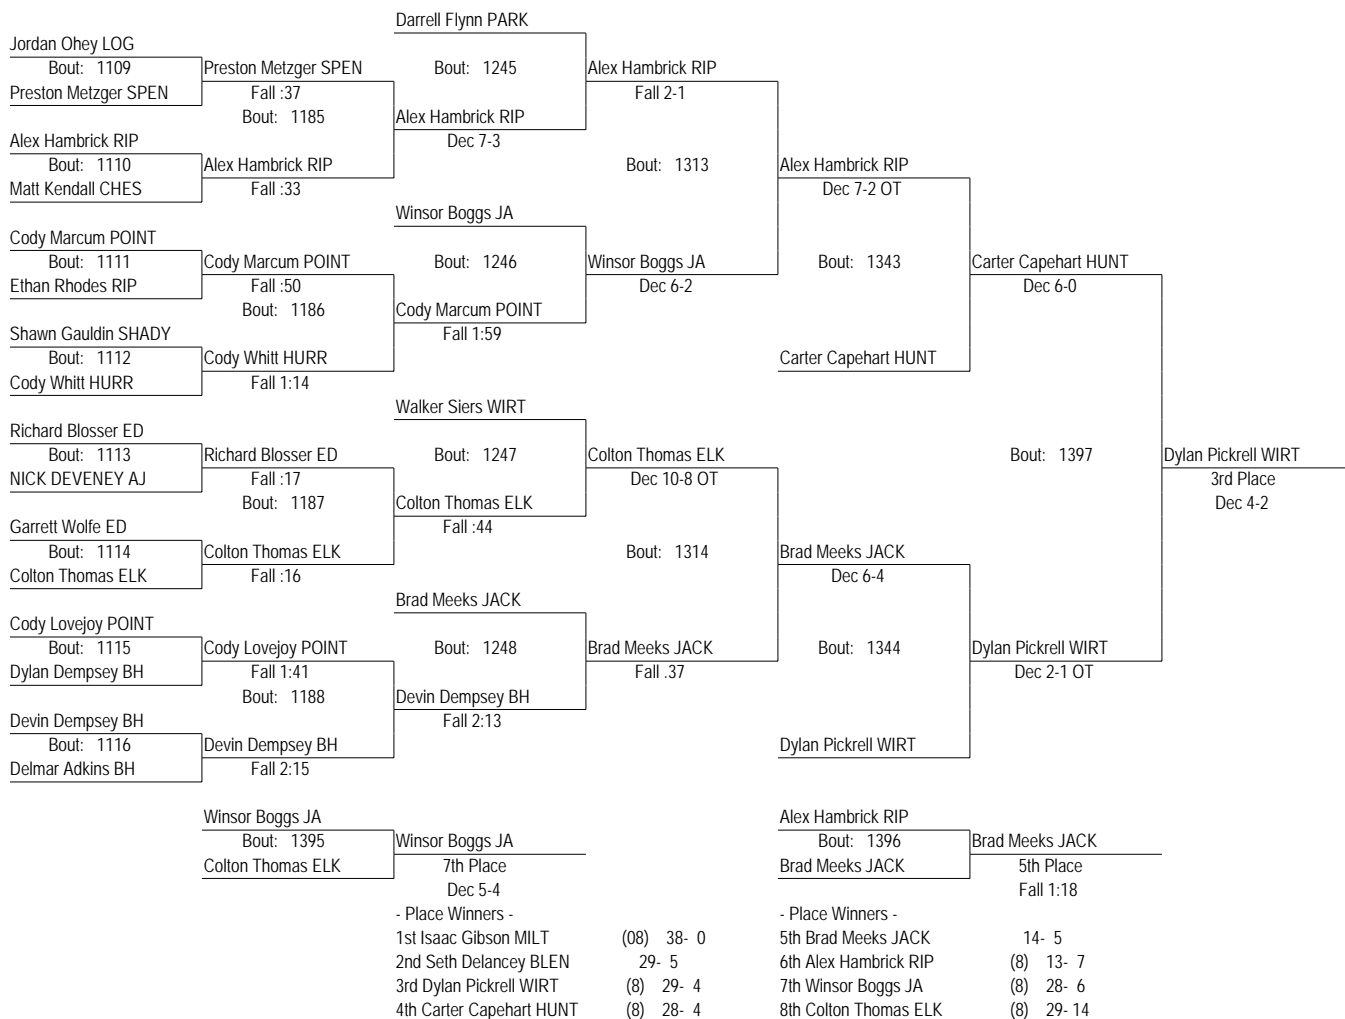 Darrell Flynn PARK
Jordan Ohey LOG
Bout: 1109 Preston Metzger SPEN Bout: 1245 Alex Hambrick RIP
Preston Metzger SPEN Fall :37 Fall 2-1
Bout: 1185 Alex Hambrick RIP
Alex Hambrick RIP Dec 7-3
Bout: 1110 Alex Hambrick RIP Bout: 1313 Alex Hambrick RIP
Matt Kendall CHES Fall :33 Dec 7-2 OT
Winsor Boggs JA
Cody Marcum POINT
Bout: 1111 Cody Marcum POINT Bout: 1246 Winsor Boggs JA Bout: 1343 Carter Capehart HUNT
Ethan Rhodes RIP Fall :50 Dec 6-2 Dec 6-0
Bout: 1186 Cody Marcum POINT
Shawn Gauldin SHADY Fall 1:59
Bout: 1112 Cody Whitt HURR Carter Capehart HUNT
Cody Whitt HURR Fall 1:14
Walker Siers WIRT
Richard Blosser ED
Bout: 1113 Richard Blosser ED Bout: 1247 Colton Thomas ELK Bout: 1397 Dylan Pickrell WIRT
NICK DEVENEY AJ Fall :17 Dec 10-8 OT 3rd Place
Bout: 1187 Colton Thomas ELK Dec 4-2
Garrett Wolfe ED Fall :44
Bout: 1114 Colton Thomas ELK Bout: 1314 Brad Meeks JACK
Colton Thomas ELK Fall :16 Dec 6-4
Brad Meeks JACK
Cody Lovejoy POINT
Bout: 1115 Cody Lovejoy POINT Bout: 1248 Brad Meeks JACK Bout: 1344 Dylan Pickrell WIRT
Dylan Dempsey BH Fall 1:41 Fall .37 Dec 2-1 OT
Bout: 1188 Devin Dempsey BH
Devin Dempsey BH Fall 2:13
Bout: 1116 Devin Dempsey BH Dylan Pickrell WIRT
Delmar Adkins BH Fall 2:15
Winsor Boggs JA Alex Hambrick RIP
Bout: 1395 Winsor Boggs JA Bout: 1396 Brad Meeks JACK
Colton Thomas ELK 7th Place Brad Meeks JACK 5th Place
Dec 5-4 Fall 1:18
- Place Winners - - Place Winners -
1st Isaac Gibson MILT (08) 38- 0 5th Brad Meeks JACK 14- 5
2nd Seth Delancey BLEN 29- 5 6th Alex Hambrick RIP (8) 13- 7
3rd Dylan Pickrell WIRT (8) 29- 4 7th Winsor Boggs JA (8) 28- 6
4th Carter Capehart HUNT (8) 28- 4 8th Colton Thomas ELK (8) 29- 14